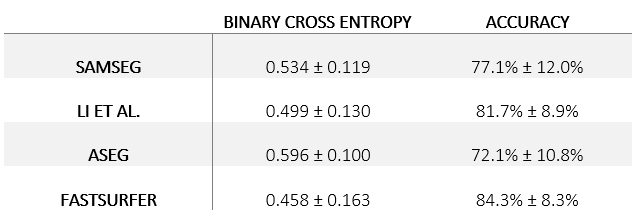 BINARY CROSS ENTROPY ACCURACY
SAMSEG 0.534 ± 0.119 77.1% ± 12.0%
LI ET AL. 0.499 ± 0.130 81.7% ± 8.9%
ASEG 0.596 ± 0.100 72.1% ± 10.8%
FASTSURFER 0.458 ± 0.163 84.3% ± 8.3%